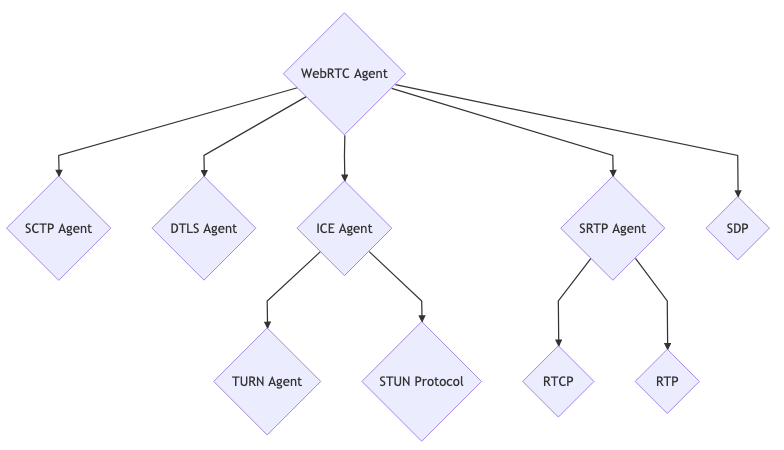 WebRTC Agent
SCTP Agent
DTLS Agent
ICE Agent
SRTP Agent
SDP
TURN Agent
STUN Protocol
RTCP
RTP